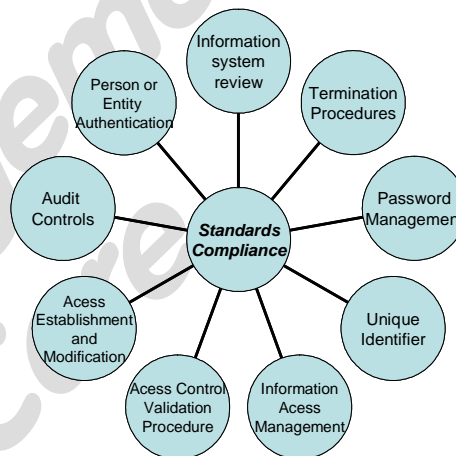 Information
system
review
Termination
Procedures
Password
Management
Unique
Identifier
Information
Acess
Management
Acess Control
Validation
Procedure
Acess
Establishment
and
Modification
Audit
Controls
Person or
Entity
Authentication
Standards
Compliance